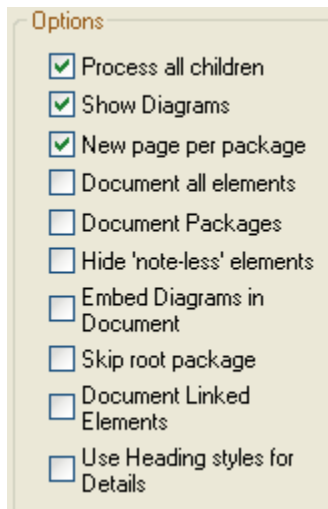 Options
Process all children
Show Diagrams
New page per package
Document all elements
Document Packages
Hide 'note-less' elements
Embed Diagrams in
Document
Skip root package
Document Linked
Elements
Use Heading styles for
Details